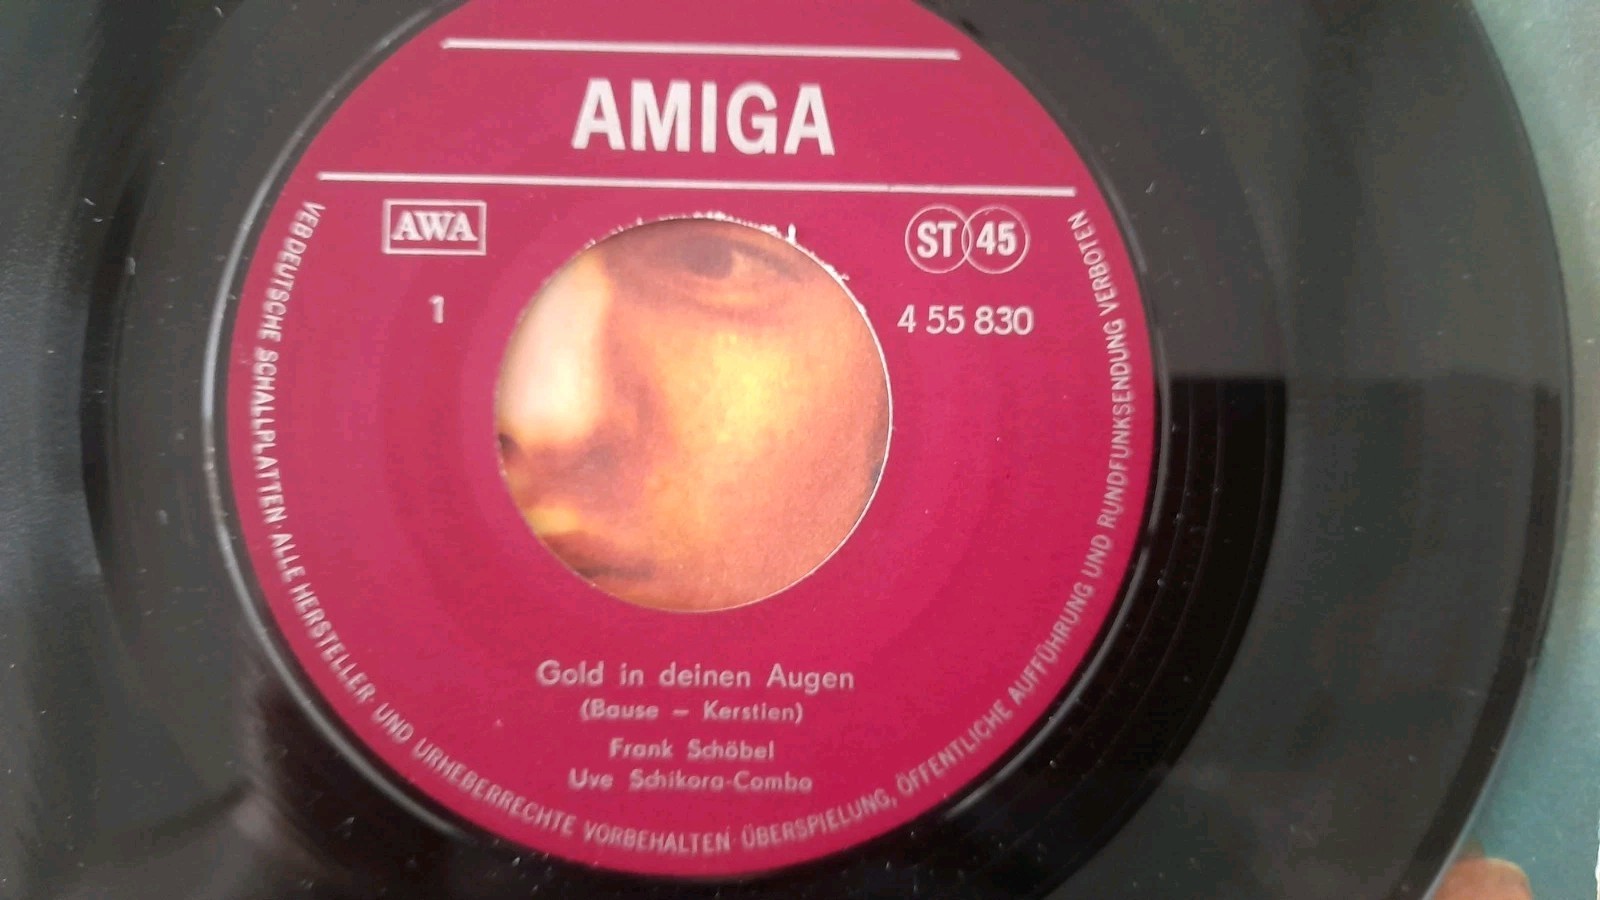 AMIGA
AWA
ST 45
1
4 55 830
Gold in deinen Augen
(Bause – Kerstien)
Frank Schöbel
Uve Schikora-Combo
VEB DEUTSCHE SCHALLPLATTEN · ALLE HERSTELLER- UND URHEBERRECHTE VORBEHALTEN · ÜBERSPIELUNG, ÖFFENTLICHE AUFFÜHRUNG UND RUNDFUNKSENDUNG VERBOTEN